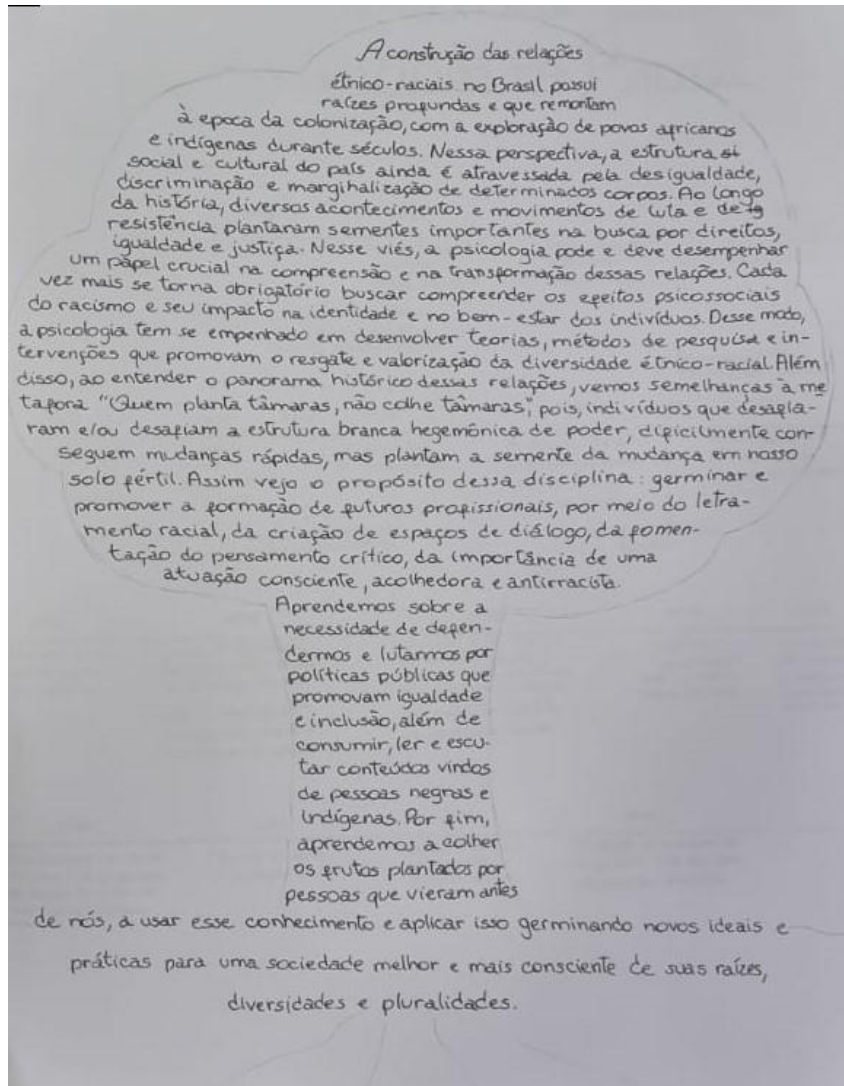 A construção das relações
étnico-raciais no Brasil possui
raízes profundas e que remontam
à epoca da colonização, com a exploração de povos africanos
e indígenas durante séculos. Nessa perspectiva, a estrutura
social e cultural do país ainda é atravessada pela desigualdade,
discriminação e marginalização de determinados corpos. Ao longo
da história, diversos acontecimentos e movimentos de luta e de
resistência plantaram sementes importantes na busca por direitos,
igualdade e justiça. Nesse viés, a psicologia pode e deve desempenhar
um papel crucial na compreensão e na transformação dessas relações. Cada
vez mais se torna obrigatório buscar compreender os efeitos psicossociais
do racismo e seu impacto na identidade e no bem-estar dos indivíduos. Desse modo,
a psicologia tem se empenhado em desenvolver teorias, métodos de pesquisa e in-
tervenções que promovam o resgate e valorização da diversidade étnico-racial. Além
disso, ao entender o panorama histórico dessas relações, vemos semelhanças a me
tafora "Quem planta tâmaras, não colhe tâmaras", pois, indivíduos que desafia-
ram e/ou desafiam a estrutura branca hegemônica de poder, dificilmente con-
seguem mudanças rápidas, mas plantam a semente da mudança em nosso
solo fértil. Assim vejo o propósito dessa disciplina: germinar e
promover a formação de futuros profissionais, por meio do letra-
mento racial, da criação de espaços de diálogo, da fomen-
tação do pensamento crítico, da importância de uma
atuação consciente, acolhedora e antirracista.
Aprendemos sobre a
necessidade de defen-
dermos e lutarmos por
políticas públicas que
promovam igualdade
e inclusão, além de
consumir, ler e escu-
tar conteúdos vindos
de pessoas negras e
indígenas. Por fim,
aprendemos a colher
os frutos plantados por
pessoas que vieram antes
de nós, a usar esse conhecimento e aplicar isso germinando novos ideais e
práticas para uma sociedade melhor e mais consciente de suas raízes,
diversidades e pluralidades.